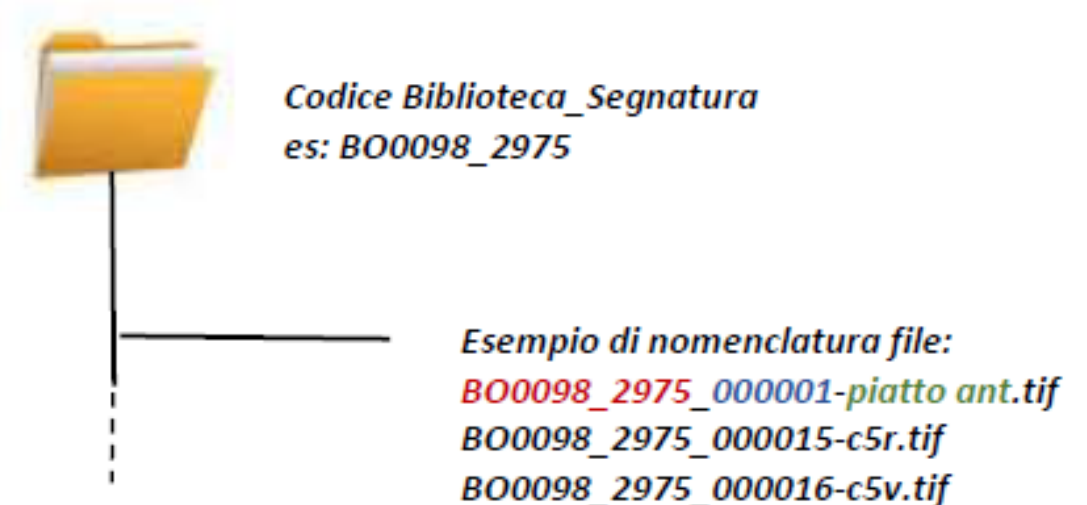 Codice Biblioteca_Segnatura
es: BO0098_2975
Esempio di nomenclatura file:
BO0098_2975_000001-piatto ant.tif
BO0098_2975_000015-c5r.tif
BO0098_2975_000016-c5v.tif